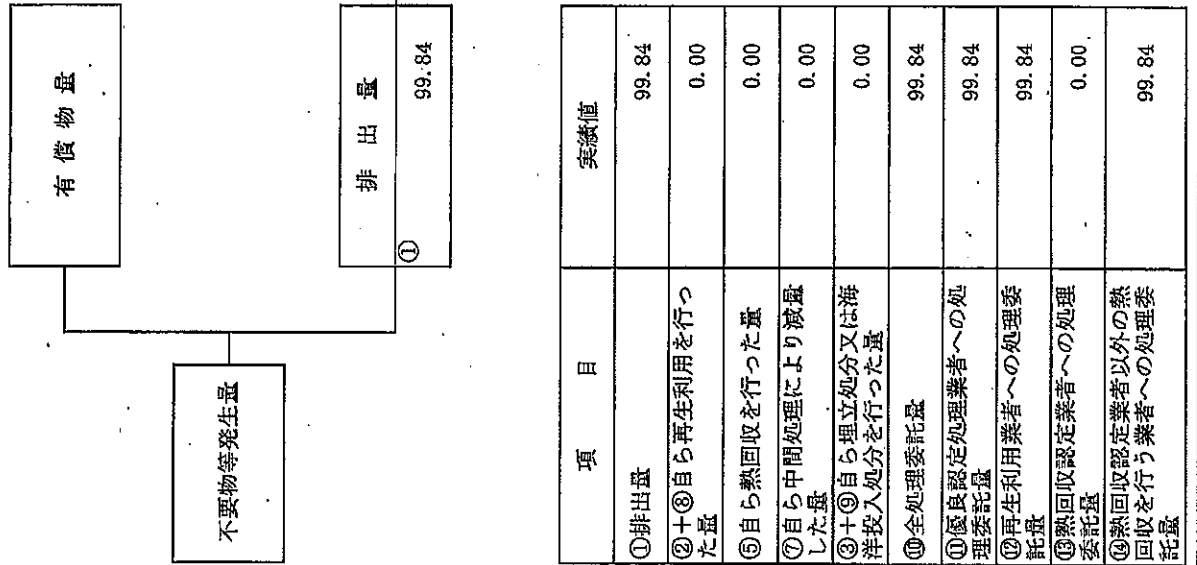 有償物量
不要物等発生量
排出量
①
99.84
項目
実績値
①排出量
99.84
②+⑧自ら再生利用を行っ
た量
0.00
⑤自ら熱回収を行った量
0.00
⑦自ら中間処理により減量
した量
0.00
③+⑨自ら埋立処分又は海
洋投入処分を行った量
0.00
⑩全処理委託量
99.84
⑪優良認定処理業者への処
理委託量
99.84
⑫再生利用業者への処理委
託量
99.84
⑬熱回収認定業者への処理
委託量
0.00
⑭熱回収認定業者以外の熱
回収を行う業者への処理委
託量
99.84